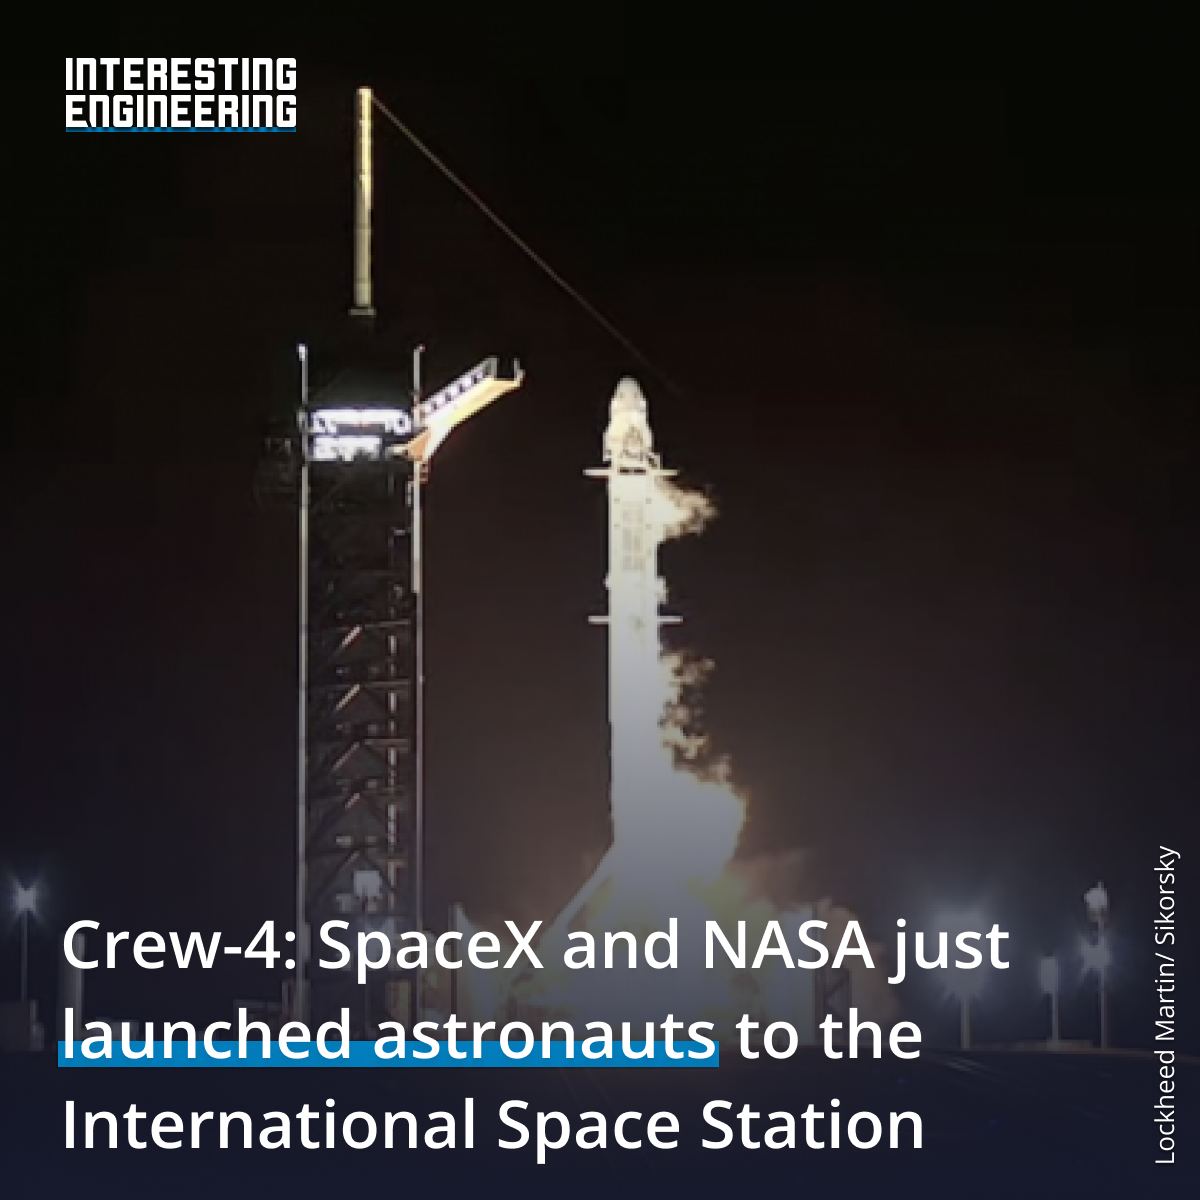 INTERESTING
ENGINEERING
Crew-4: SpaceX and NASA just
launched astronauts to the
International Space Station
Lockheed Martin/ Sikorsky